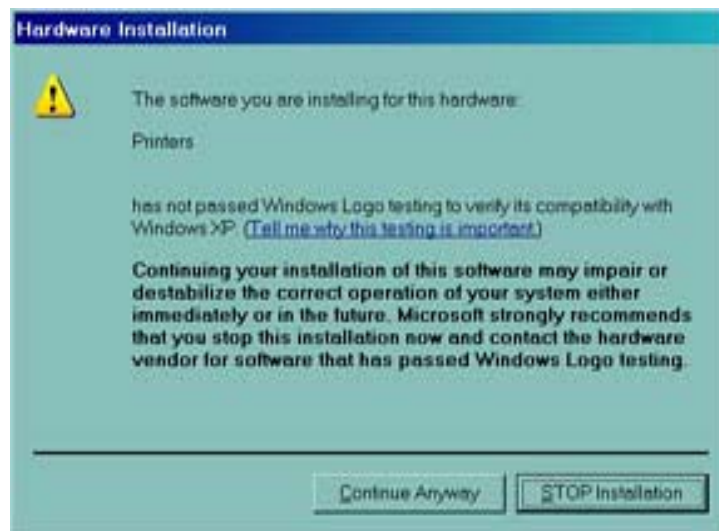 Hardware Installation
The software you are installing for this hardware:
Printers
has not passed Windows Logo testing to verify its compatibility with
Windows XP. (Tell me why this testing is important.)
Continuing your installation of this software may impair or
destabilize the correct operation of your system either
immediately or in the future. Microsoft strongly recommends
that you stop this installation now and contact the hardware
vendor for software that has passed Windows Logo testing.
Continue Anyway
STOP Installation